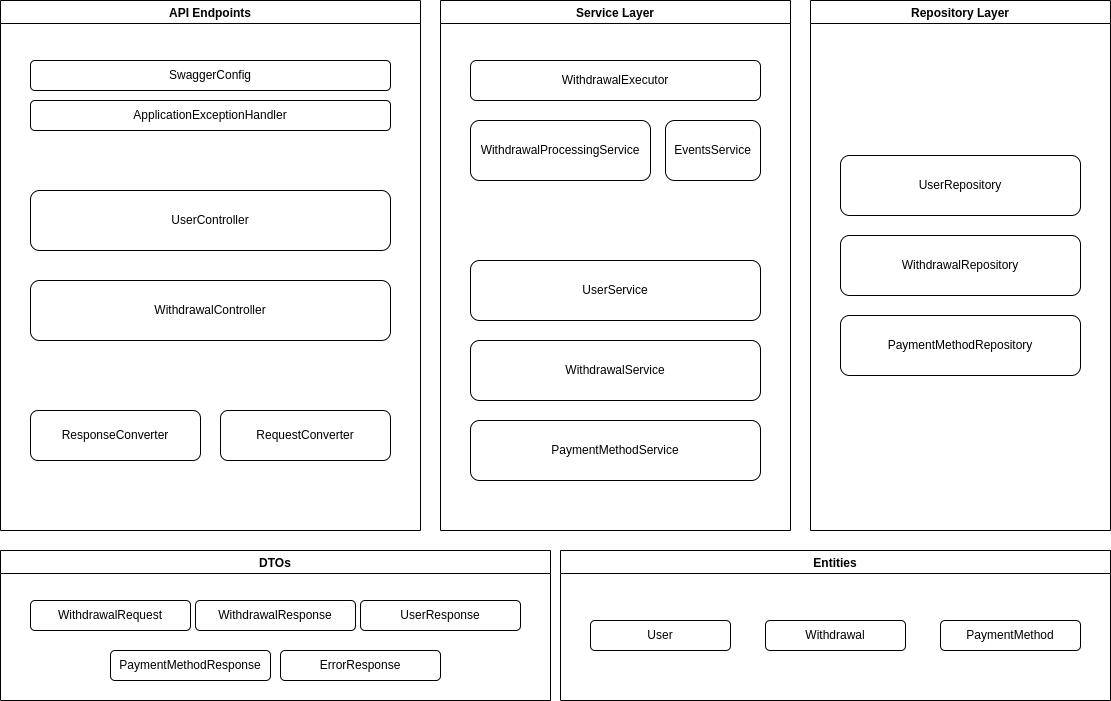 API Endpoints
SwaggerConfig
ApplicationExceptionHandler
UserController
WithdrawalController
ResponseConverter
RequestConverter
Service Layer
WithdrawalExecutor
WithdrawalProcessingService
EventsService
UserService
WithdrawalService
PaymentMethodService
Repository Layer
UserRepository
WithdrawalRepository
PaymentMethodRepository
DTOs
WithdrawalRequest
WithdrawalResponse
UserResponse
PaymentMethodResponse
ErrorResponse
Entities
User
Withdrawal
PaymentMethod